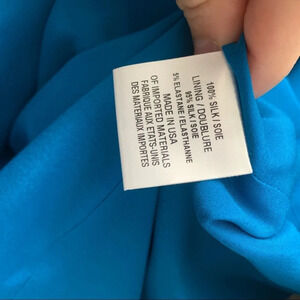 100% SILK / SOIE
LINING / DOUBLURE
95% SILK / SOIE
5% ELASTANE / ELASTHANNE
MADE IN USA
OF IMPORTED MATERIALS
FABRIQUE AUX ETATS-UNIS
DES MATERIAUX IMPORTES